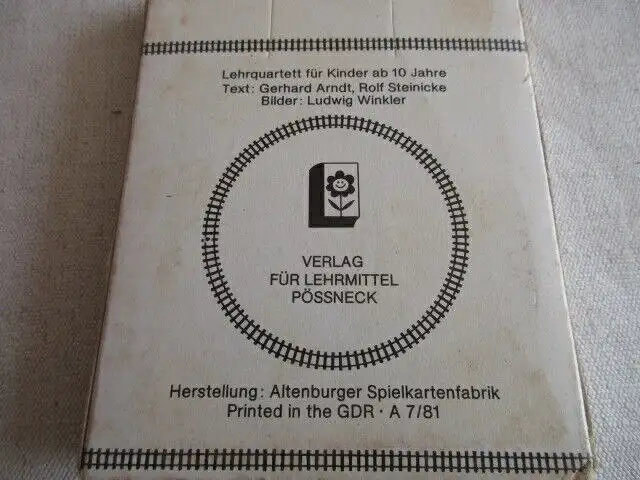 Lehrquartett für Kinder ab 10 Jahre
Text: Gerhard Arndt, Rolf Steinicke
Bilder: Ludwig Winkler
VERLAG
FÜR LEHRMITTEL
PÖSSNECK
Herstellung: Altenburger Spielkartenfabrik
Printed in the GDR · A 7/81